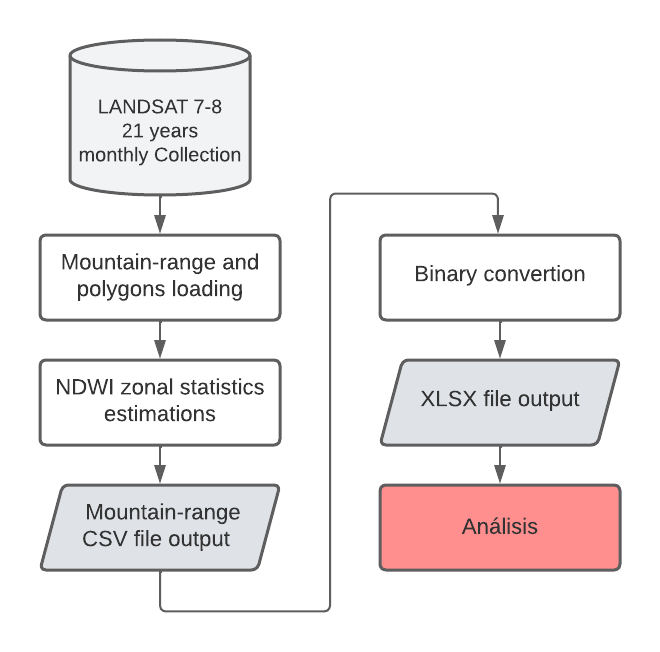 LANDSAT 7-8
21 years
monthly Collection
Mountain-range and
polygons loading
NDWI zonal statistics
estimations
Mountain-range
CSV file output
Binary convertion
XLSX file output
Análisis